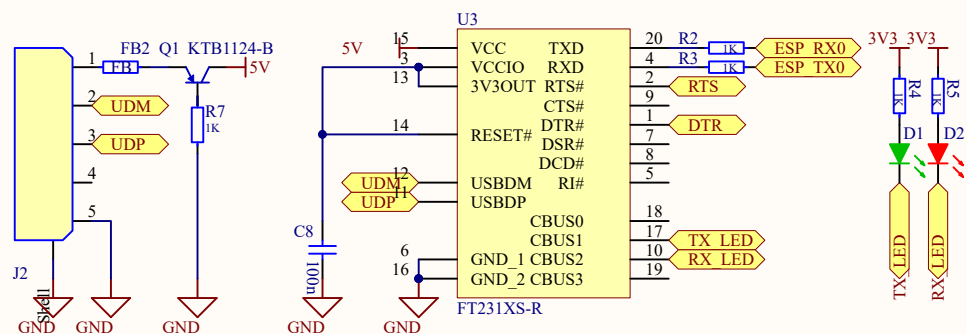 U3
FB2 Q1 KTB1124-B
1 FB 5V
2 UDM
R7
1K
3 UDP
4
5
J2
Shell
GND GND GND GND
5V 15 VCC TXD 20 R2 1K ESP_RX0
3 VCCIO RXD 4 R3 1K ESP_TX0
13 3V3OUT RTS# 2 RTS
CTS# 9
14 RESET# DTR# 1 DTR
DSR# 7
DCD# 8
UDM 12 USBDM RI# 5
UDP 11 USBDP
CBUS0 18
C8 100n
CBUS1 17 TX_LED
6 GND_1 CBUS2 10 RX_LED
16 GND_2 CBUS3 19
FT231XS-R
3V3 3V3
R4 1K R5 1K
D1 D2
TX_LED RX_LED